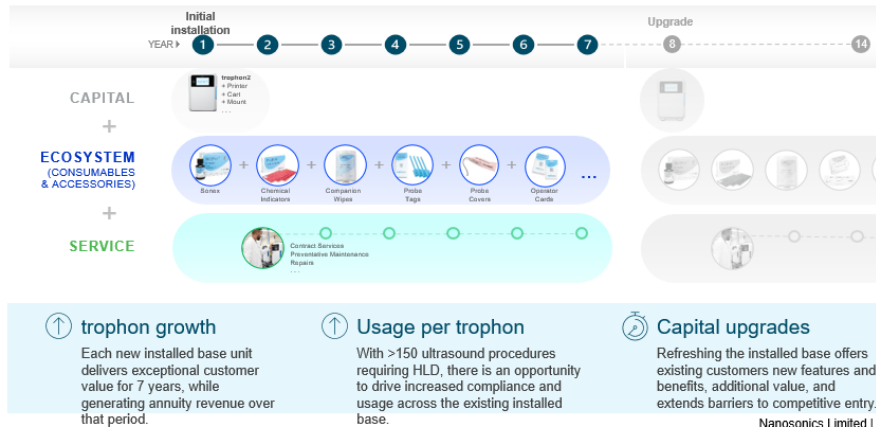 Initial
installation
Upgrade
YEAR
1 2 3 4 5 6 7 8 14
CAPITAL
trophon2
+ Printer
+ Cart
+ Mount
...
+
ECOSYSTEM
(CONSUMABLES
& ACCESSORIES)
+ + + + + ...
Sonex
Chemical
Indicators
Companion
Wipes
Probe
Tags
Probe
Covers
Operator
Cards
+
SERVICE
Contract Services
Preventative Maintenance
Repairs
...
trophon growth
Each new installed base unit
delivers exceptional customer
value for 7 years, while
generating annuity revenue over
that period.
Usage per trophon
With >150 ultrasound procedures
requiring HLD, there is an opportunity
to drive increased compliance and
usage across the existing installed
base.
Capital upgrades
Refreshing the installed base offers
existing customers new features and
benefits, additional value, and
extends barriers to competitive entry.
Nanosonics Limited |